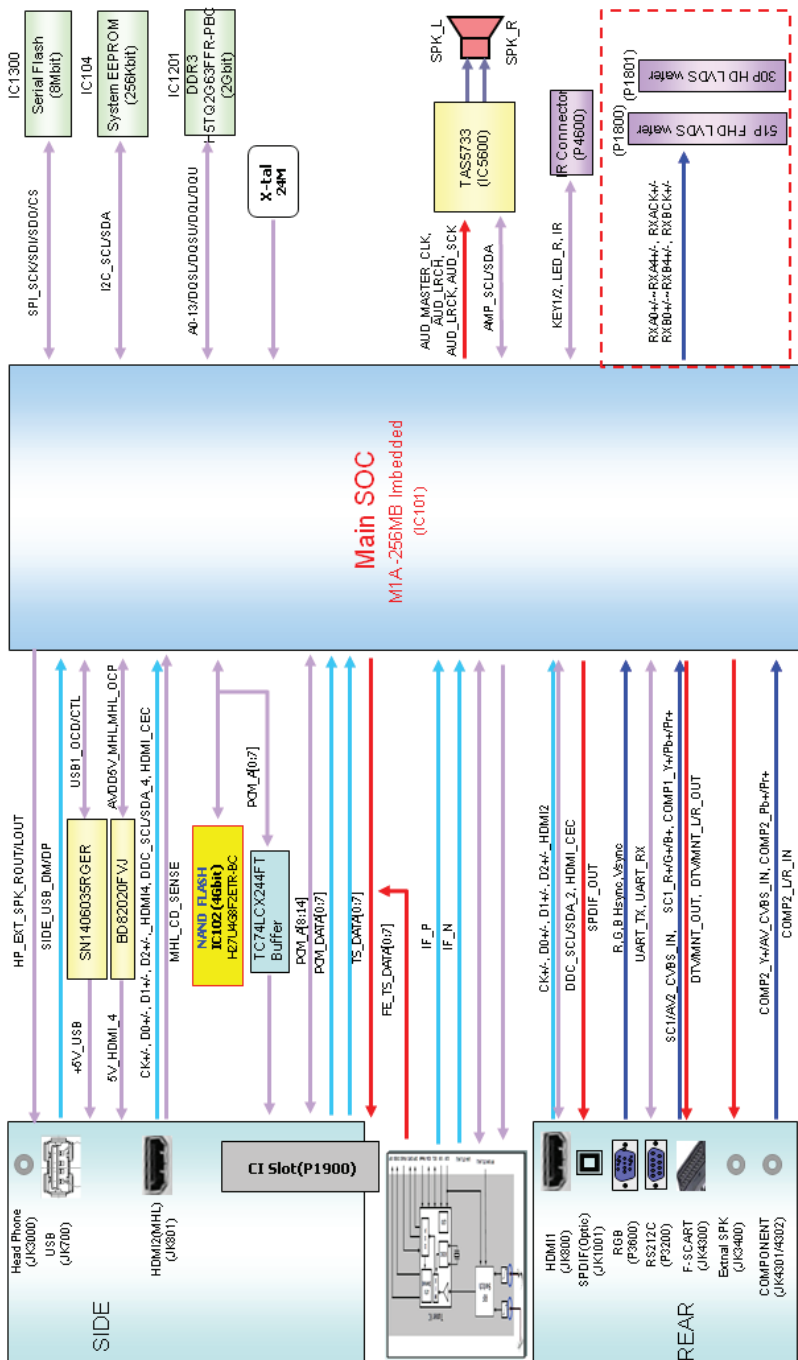 IC1300
Serial Flash
(8Mbit)
IC104
System EEPROM
(256Kbit)
IC1201
DDR3
H5TQ2G63FFR-PBC
(2Gbit)
X-tal
24M
SPK_L
SPK_R
TAS5733
(IC5600)
IR Connector
(P4600)
(P1801)
30P HD LVDS wafer
(P1800)
51P FHD LVDS wafer
SPI_SCK/SDI/SDO/CS
I2C_SCL/SDA
A0-13/DQSL/DQSU/DQL/DQU
AUD_MASTER_CLK,
AUD_LRCH,
AUD_LRCK, AUD_SCK
AMP_SCL/SDA
KEY1/2, LED_R, IR
RXA0+/-~RXA4+/-, RXACK+/-
RXB0+/-~RXB4+/-, RXBCK+/-
Main SOC
M1A-256MB Imbedded
(IC101)
HP_EXT_SPK_ROUT/LOUT
SIDE_USB_DM/DP
USB1_OCD/CTL
SN1406035RGER
+5V_USB
AVDD5V_MHL,MHL_OCP
BD82020FVJ
5V_HDMI_4
CK+/-, D0+/-, D1+/-, D2+/-_HDMI4, DDC_SCL/SDA_4, HDMI_CEC
MHL_CD_SENSE
NAND FLASH
IC102(4Gbit)
H27U4G8F2ETR-BC
PCM_A[0:7]
TC74LCX244FT
Buffer
PCM_A[8:14]
PCM_DATA[0:7]
TS_DATA[0:7]
FE_TS_DATA[0:7]
IF_P
IF_N
CK+/-, D0+/-, D1+/-, D2+/-_HDMI2
DDC_SCL/SDA_2, HDMI_CEC
SPDIF_OUT
R,G,B Hsync,Vsync
UART_TX, UART_RX
SC1/AV2_CVBS_IN, SC1_R+/G+/B+, COMP1_Y+/Pb+/Pr+
DTV/MNT_OUT, DTV/MNT_L/R_OUT
COMP2_Y+/AV_CVBS_IN, COMP2_Pb+/Pr+
COMP2_L/R_IN
Head Phone
(JK3000)
USB
(JK700)
HDMI2(MHL)
(JK801)
SIDE
CI Slot(P1900)
HDMI1
(JK800)
SPDIF(Optic)
(JK1001)
RGB
(P3600)
RS212C
(P3200)
F-SCART
(JK4300)
Extnal SPK
(JK3400)
COMPONENT
(JK4301/4302)
REAR